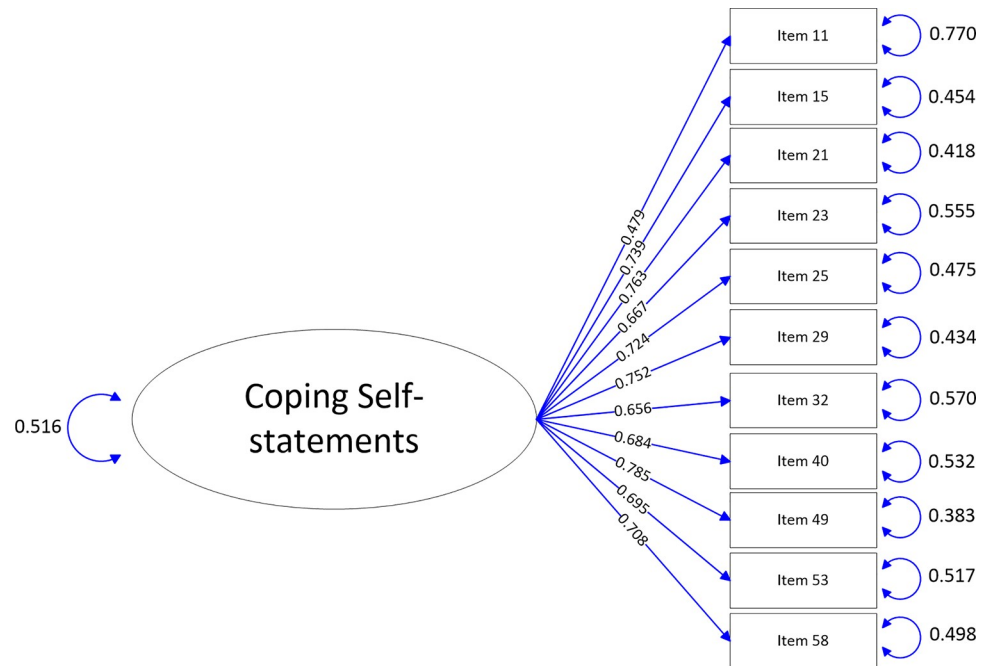 Item 11
0.770
Item 15
0.454
Item 21
0.418
Item 23
0.555
Item 25
0.475
Item 29
0.434
Item 32
0.570
Item 40
0.532
Item 49
0.383
Item 53
0.517
Item 58
0.498
0.479
0.739
0.763
0.667
0.724
0.752
0.656
0.684
0.785
0.695
0.708
Coping Self-
statements
0.516